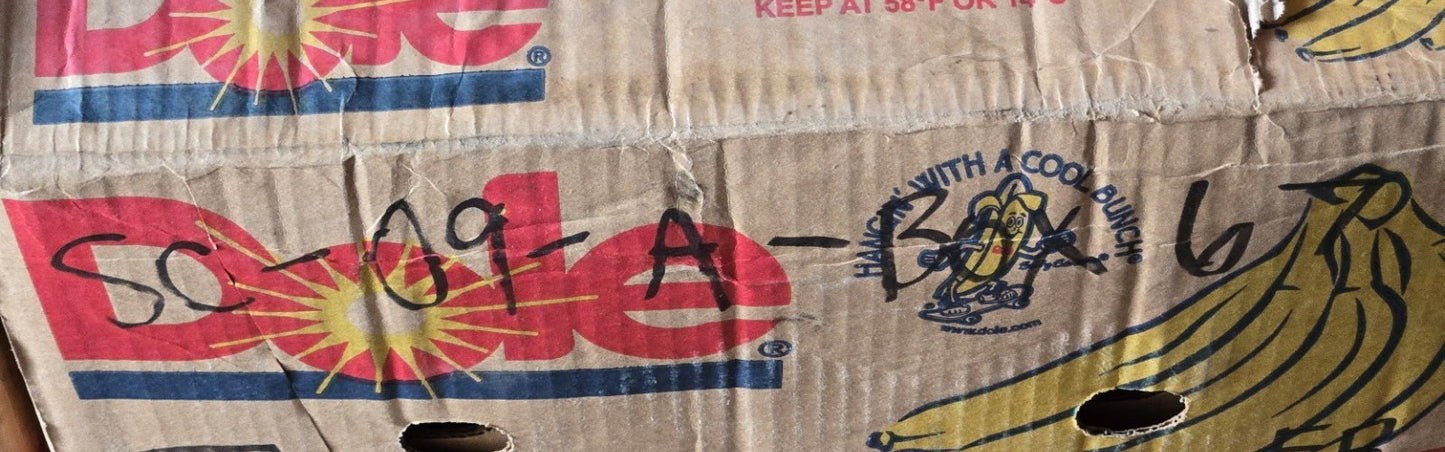 Dole®
KEEP AT 58°F OR 14°C
Dole®
SC-09-A-Box 6
HANGIN' WITH A COOL BUNCH®
www.dole.com